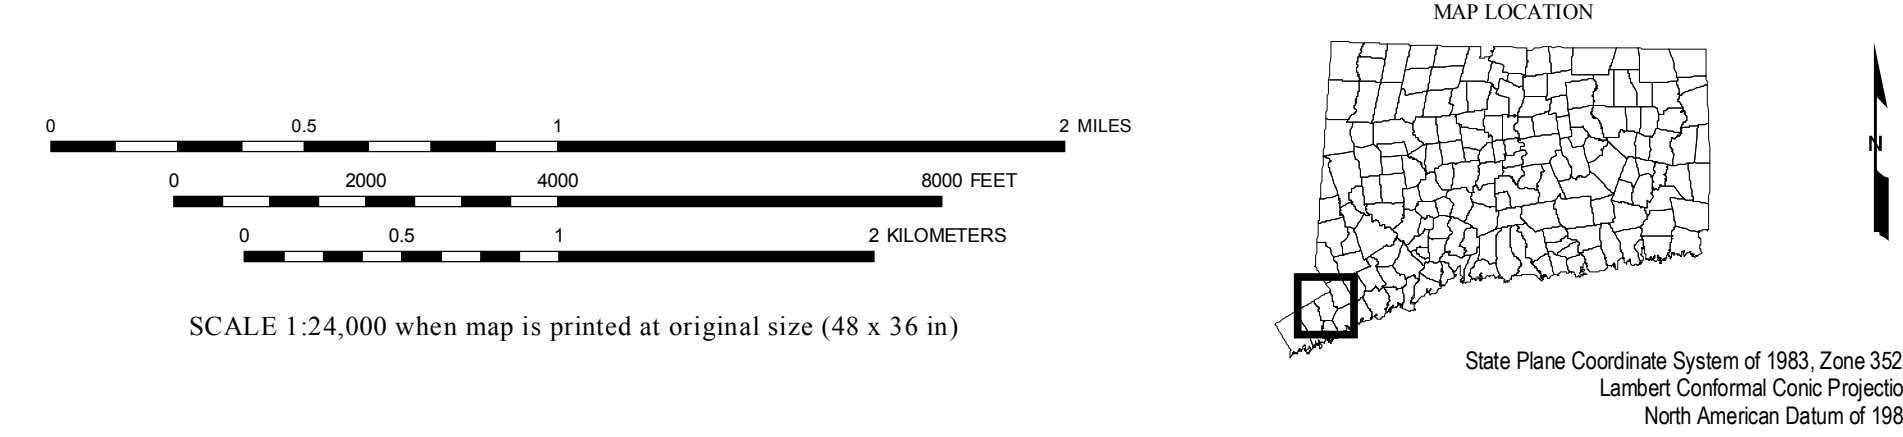 MAP LOCATION
0 0.5 1 2 MILES
0 2000 4000 8000 FEET
N
0 0.5 1 2 KILOMETERS
SCALE 1:24,000 when map is printed at original size (48 x 36 in)
State Plane Coordinate System of 1983, Zone 352
Lambert Conformal Conic Projectio
North American Datum of 198